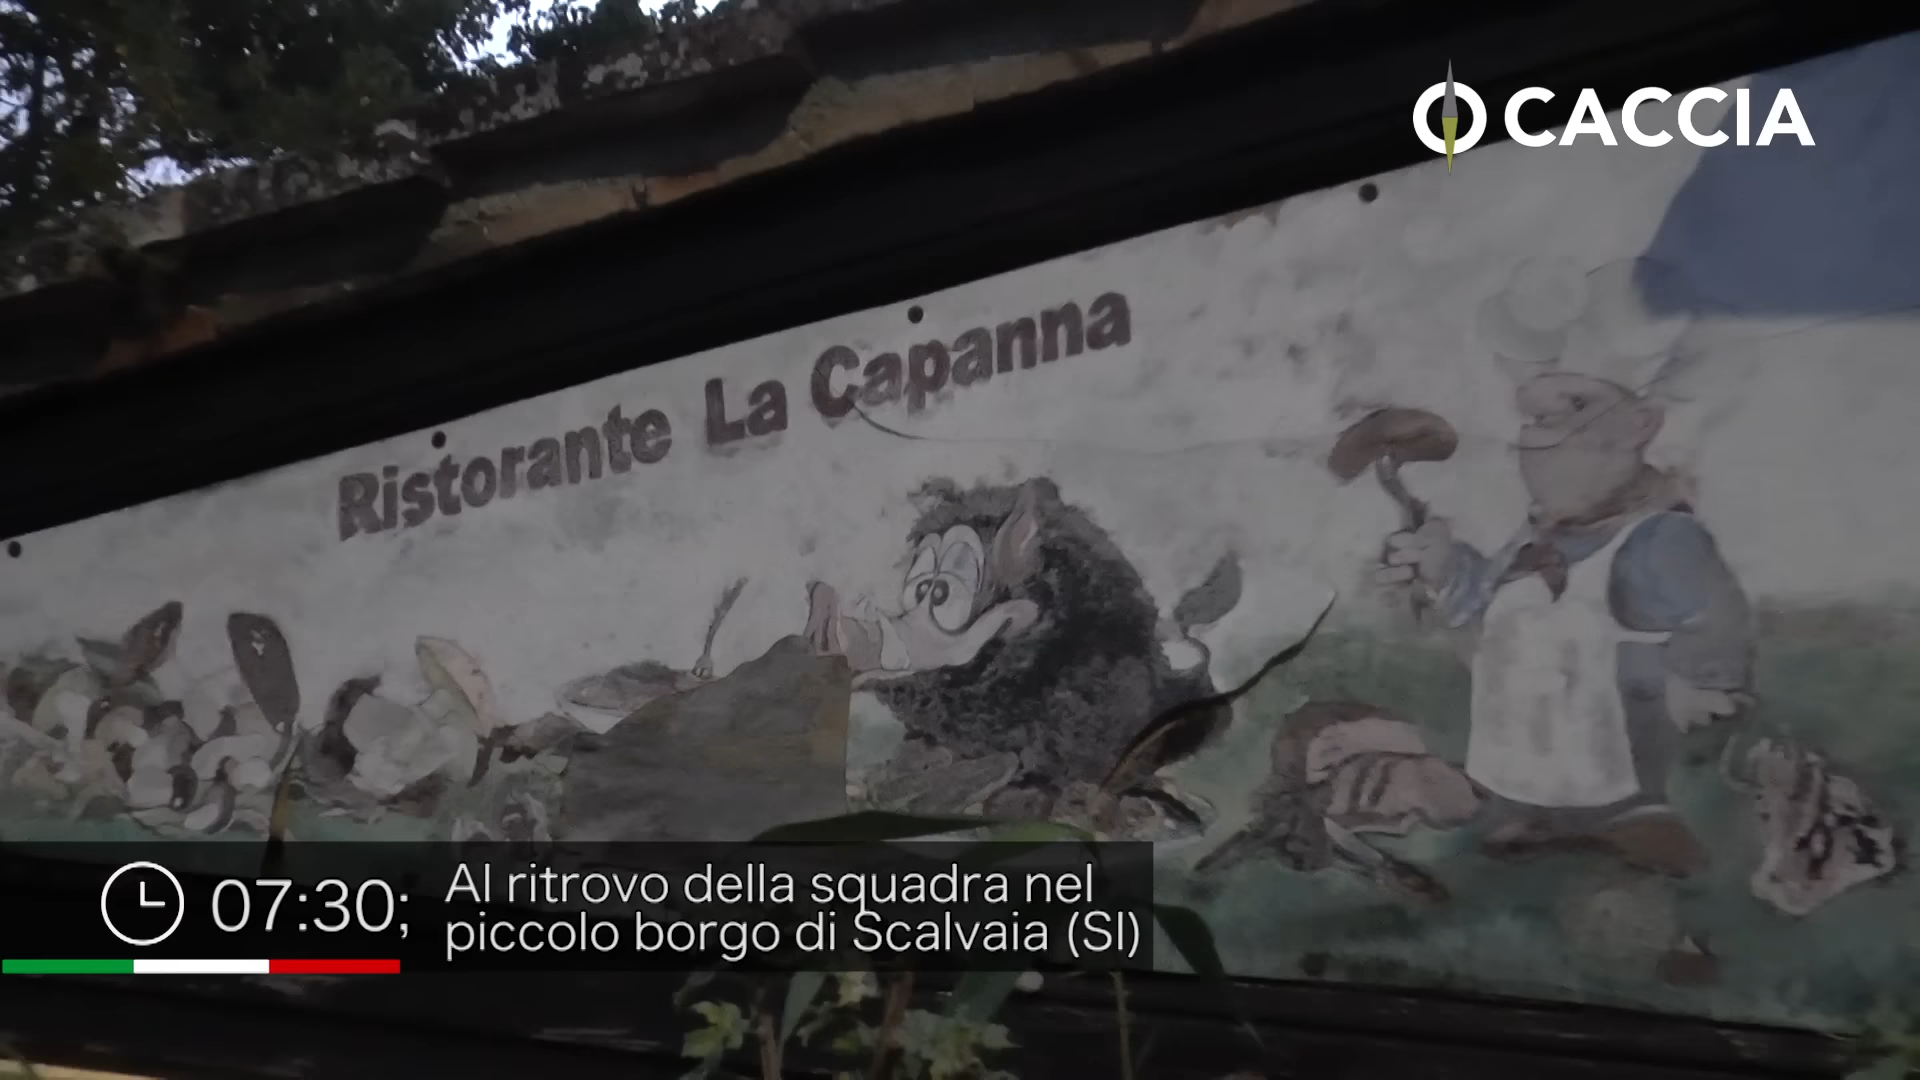 CACCIA
Ristorante La Capanna
07:30;
Al ritrovo della squadra nel
piccolo borgo di Scalvaia (SI)